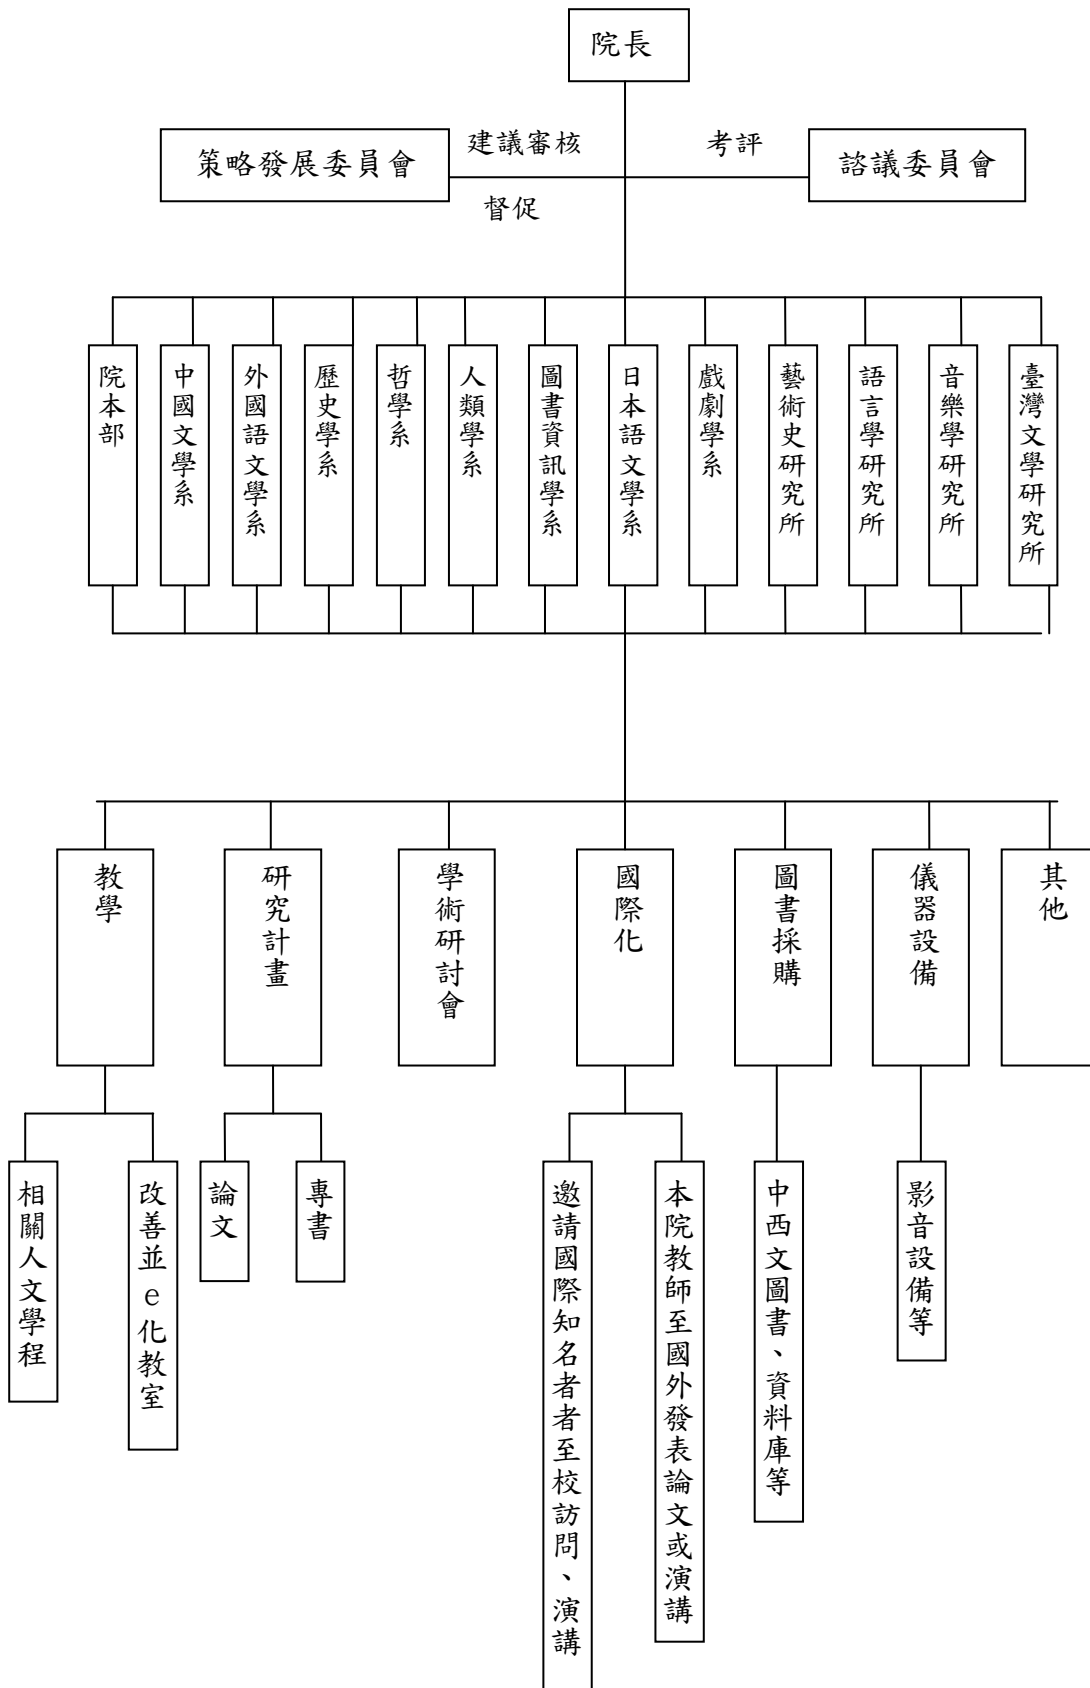 院長
策略發展委員會
建議審核
督促
考評
諮議委員會
院本部
中國文學系
外國語文學系
歷史學系
哲學系
人類學系
圖書資訊學系
日本語文學系
戲劇學系
藝術史研究所
語言學研究所
音樂學研究所
臺灣文學研究所
教學
研究計畫
學術研討會
國際化
圖書採購
儀器設備
其他
相關人文學程
改善並e化教室
論文
專書
邀請國際知名者者至校訪問、演講
本院教師至國外發表論文或演講
中西文圖書、資料庫等
影音設備等